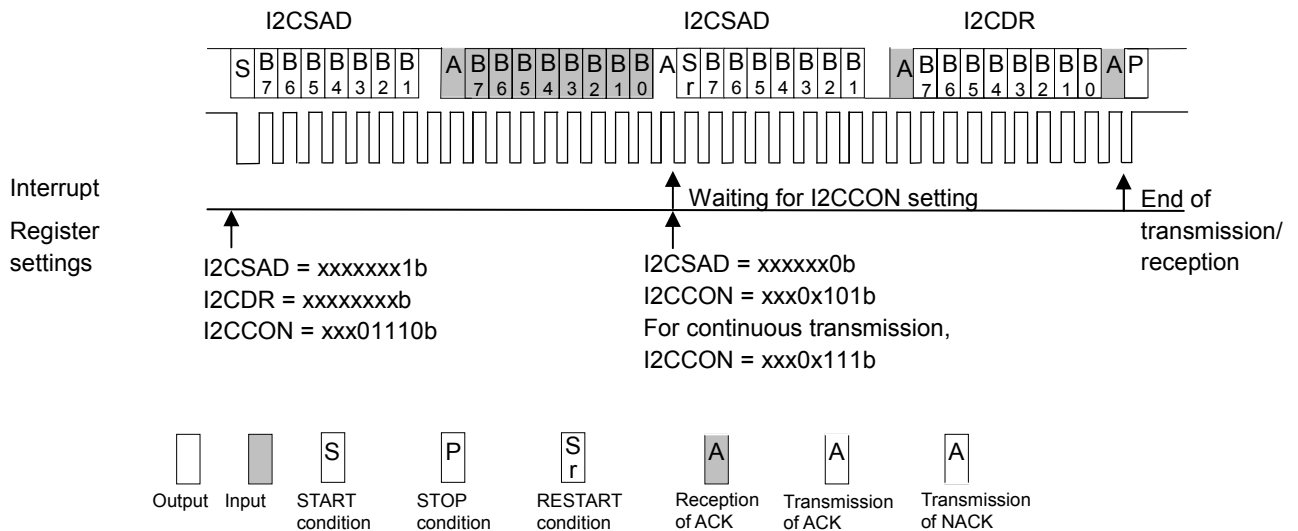 I2CSAD I2CSAD I2CDR
S B7 B6 B5 B4 B3 B2 B1 A B7 B6 B5 B4 B3 B2 B1 B0 A Sr B7 B6 B5 B4 B3 B2 B1 A B7 B6 B5 B4 B3 B2 B1 B0 A P
Interrupt
Waiting for I2CCON setting
End of
transmission/
reception
Register
settings
I2CSAD = xxxxxxx1b
I2CDR = xxxxxxxxb
I2CCON = xxx01110b
I2CSAD = xxxxxx0b
I2CCON = xxx0x101b
For continuous transmission,
I2CCON = xxx0x111b
S P Sr A A A
Output
Input
START
condition
STOP
condition
RESTART
condition
Reception
of ACK
Transmission
of ACK
Transmission
of NACK